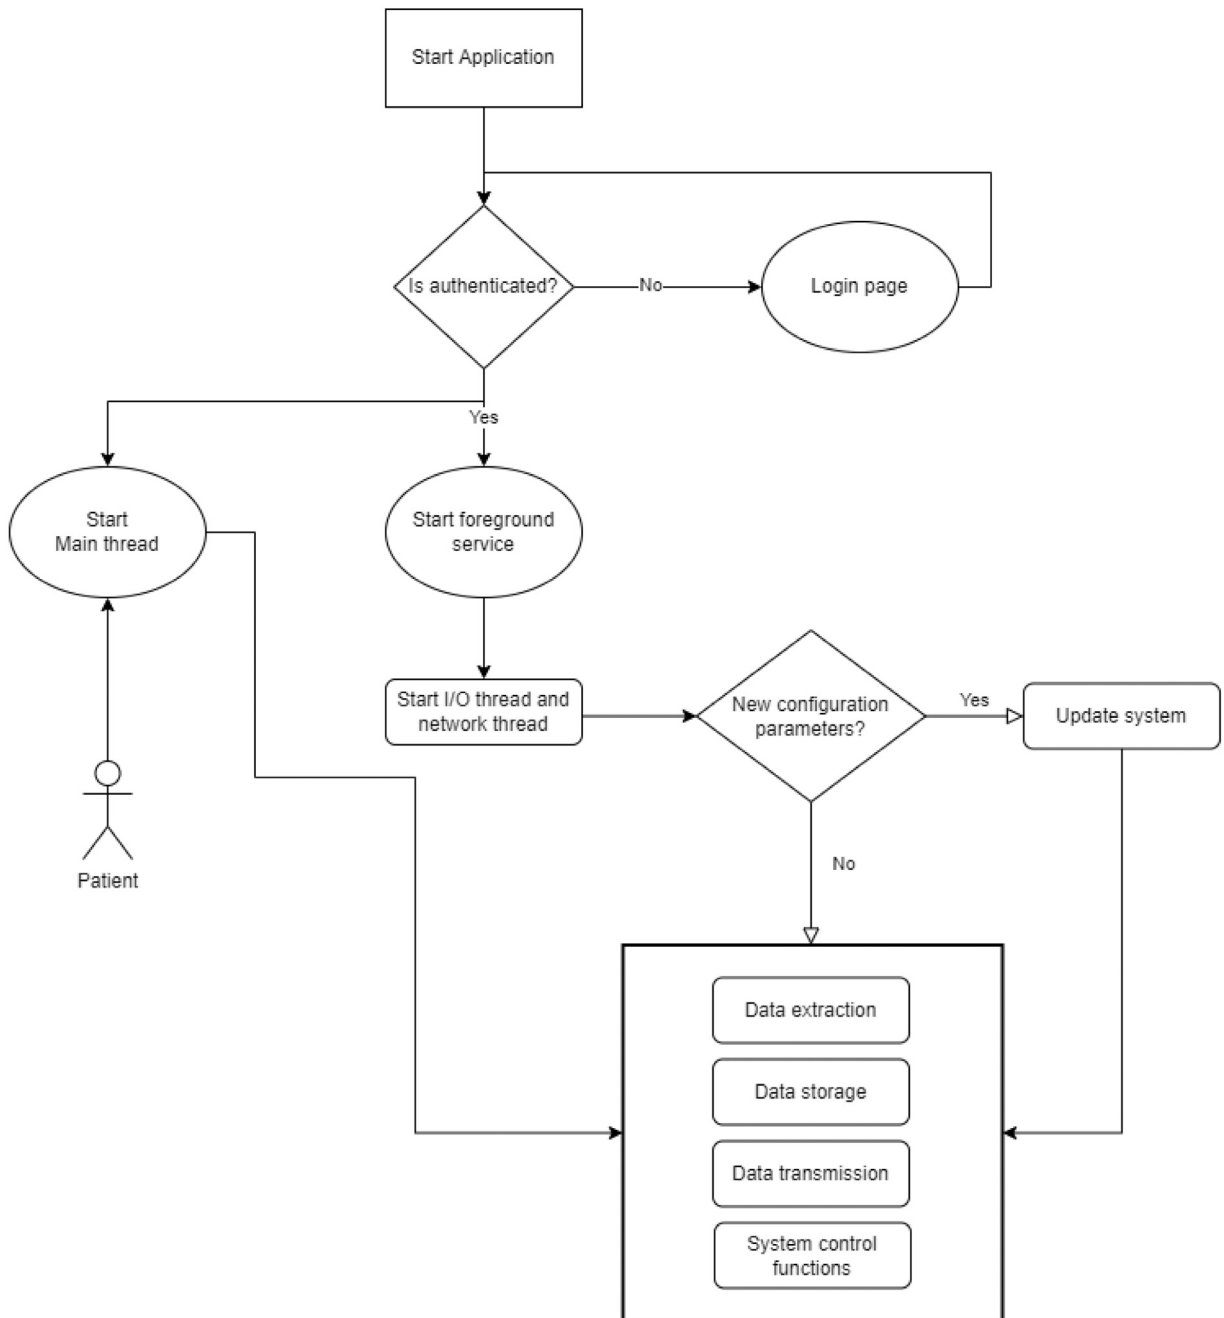 Start Application
Is authenticated?
No
Login page
Yes
Start
Main thread
Start foreground
service
Start I/O thread and
network thread
New configuration
parameters?
Yes
Update system
Patient
No
Data extraction
Data storage
Data transmission
System control
functions